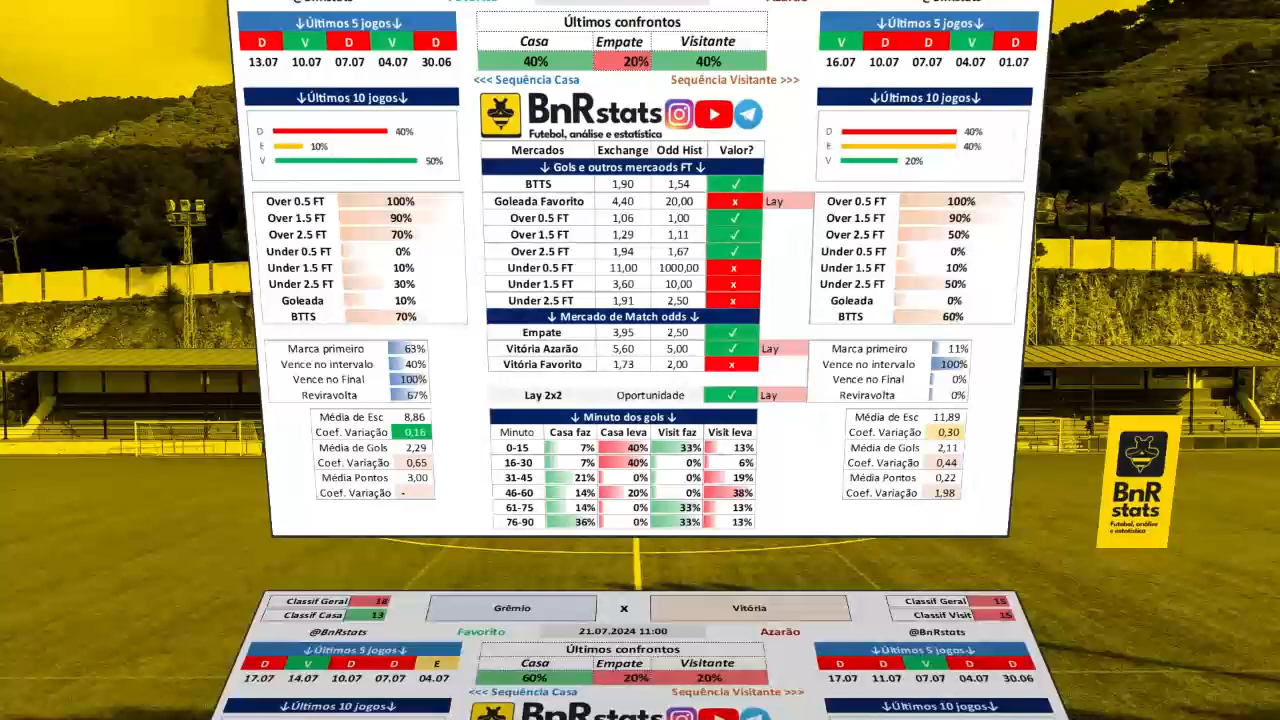 Últimos confrontos
Casa Empate Visitante
40% 20% 40%
<<< Sequência Casa Sequência Visitante >>>
↓Últimos 5 jogos↓
D V D V D
13.07 10.07 07.07 04.07 30.06
↓Últimos 10 jogos↓
D 40%
E 10%
V 50%
Over 0.5 FT 100%
Over 1.5 FT 90%
Over 2.5 FT 70%
Under 0.5 FT 0%
Under 1.5 FT 10%
Under 2.5 FT 30%
Goleada 10%
BTTS 70%
Marca primeiro 63%
Vence no intervalo 40%
Vence no Final 100%
Reviravolta 67%
Média de Esc 8,86
Coef. Variação 0,16
Média de Gols 2,29
Coef. Variação 0,65
Média Pontos 3,00
Coef. Variação -
BnRstats
Futebol, análise e estatística
Mercados Exchange Odd Hist Valor?
↓ Gols e outros mercaods FT ↓
BTTS 1,90 1,54 ✓
Goleada Favorito 4,40 20,00 x Lay
Over 0.5 FT 1,06 1,00 ✓
Over 1.5 FT 1,29 1,11 ✓
Over 2.5 FT 1,94 1,67 ✓
Under 0.5 FT 11,00 1000,00 x
Under 1.5 FT 3,60 10,00 x
Under 2.5 FT 1,91 2,50 x
↓ Mercado de Match odds ↓
Empate 3,95 2,50 ✓
Vitória Azarão 5,60 5,00 ✓ Lay
Vitória Favorito 1,73 2,00 x
Lay 2x2 Oportunidade ✓ Lay
↓ Minuto dos gols ↓
Minuto Casa faz Casa leva Visit faz Visit leva
0-15 7% 40% 33% 13%
16-30 7% 40% 0% 6%
31-45 21% 0% 0% 19%
46-60 14% 20% 0% 38%
61-75 14% 0% 33% 13%
76-90 36% 0% 33% 13%
↓Últimos 5 jogos↓
V D D V D
16.07 10.07 07.07 04.07 01.07
↓Últimos 10 jogos↓
D 40%
E 40%
V 20%
Over 0.5 FT 100%
Over 1.5 FT 90%
Over 2.5 FT 50%
Under 0.5 FT 0%
Under 1.5 FT 10%
Under 2.5 FT 50%
Goleada 0%
BTTS 60%
Marca primeiro 11%
Vence no intervalo 100%
Vence no Final 0%
Reviravolta 0%
Média de Esc 11,89
Coef. Variação 0,30
Média de Gols 2,11
Coef. Variação 0,44
Média Pontos 0,22
Coef. Variação 1,98
BnR
stats
Futebol, análise
e estatística
Classif Geral 18 Grêmio x Vitória Classif Geral 15
Classif Casa 13 Classif Visit 15
@BnRstats Favorito 21.07.2024 11:00 Azarão @BnRstats
Últimos confrontos
Casa Empate Visitante
60% 20% 20%
<<< Sequência Casa Sequência Visitante >>>
↓Últimos 5 jogos↓
D V D D E
17.07 14.07 10.07 07.07 04.07
↓Últimos 10 jogos↓
↓Últimos 5 jogos↓
D D V D D
17.07 11.07 07.07 04.07 30.06
↓Últimos 10 jogos↓
BnRstats